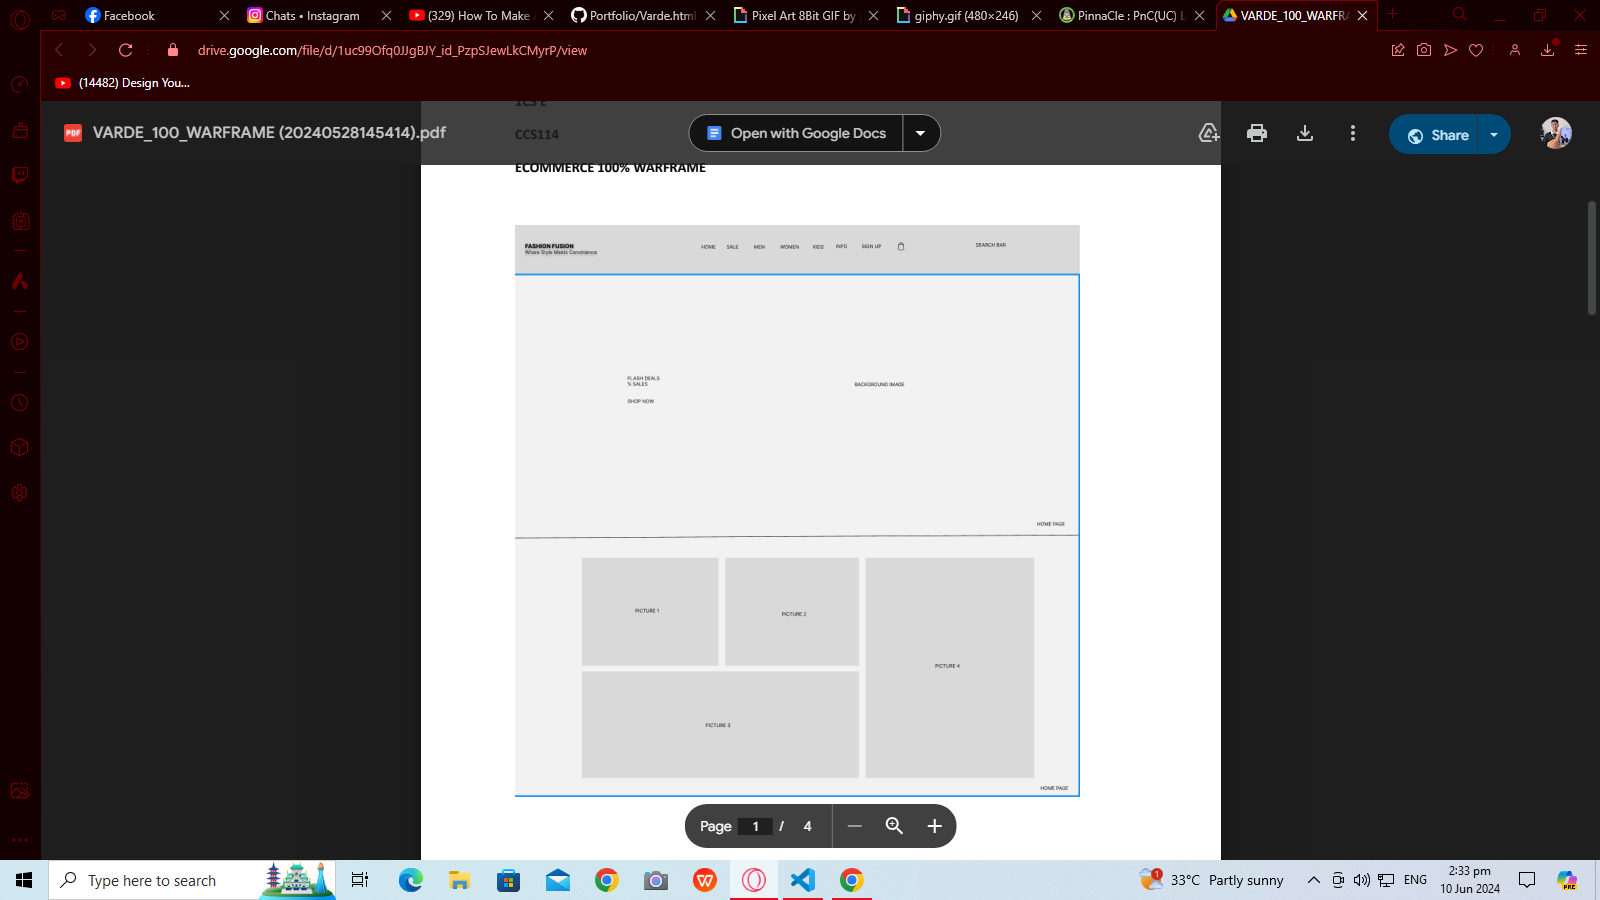 Facebook
Chats • Instagram
(329) How To Make A
Portfolio/Varde.html
Pixel Art 8Bit GIF by
giphy.gif (480×246)
PinnaCle : PnC(UC) L
VARDE_100_WARFRA
drive.google.com/file/d/1uc99Ofq0JJgBJY_id_PzpSJewLkCMyrP/view
(14482) Design You...
PDF
VARDE_100_WARFRAME (20240528145414).pdf
Open with Google Docs
Share
1CS E
CCS114
ECOMMERCE 100% WARFRAME
FASHION FUSION
Where Style Meets Convinience
HOME SALE MEN WOMEN KIDS INFO SIGN UP
SEARCH BAR
FLASH DEALS
% SALES
SHOP NOW
BACKGROUND IMAGE
HOME PAGE
PICTURE 1
PICTURE 2
PICTURE 4
PICTURE 3
HOME PAGE
Page 1 / 4
Type here to search
1
33°C Partly sunny
ENG
2:33 pm
10 Jun 2024
PRE